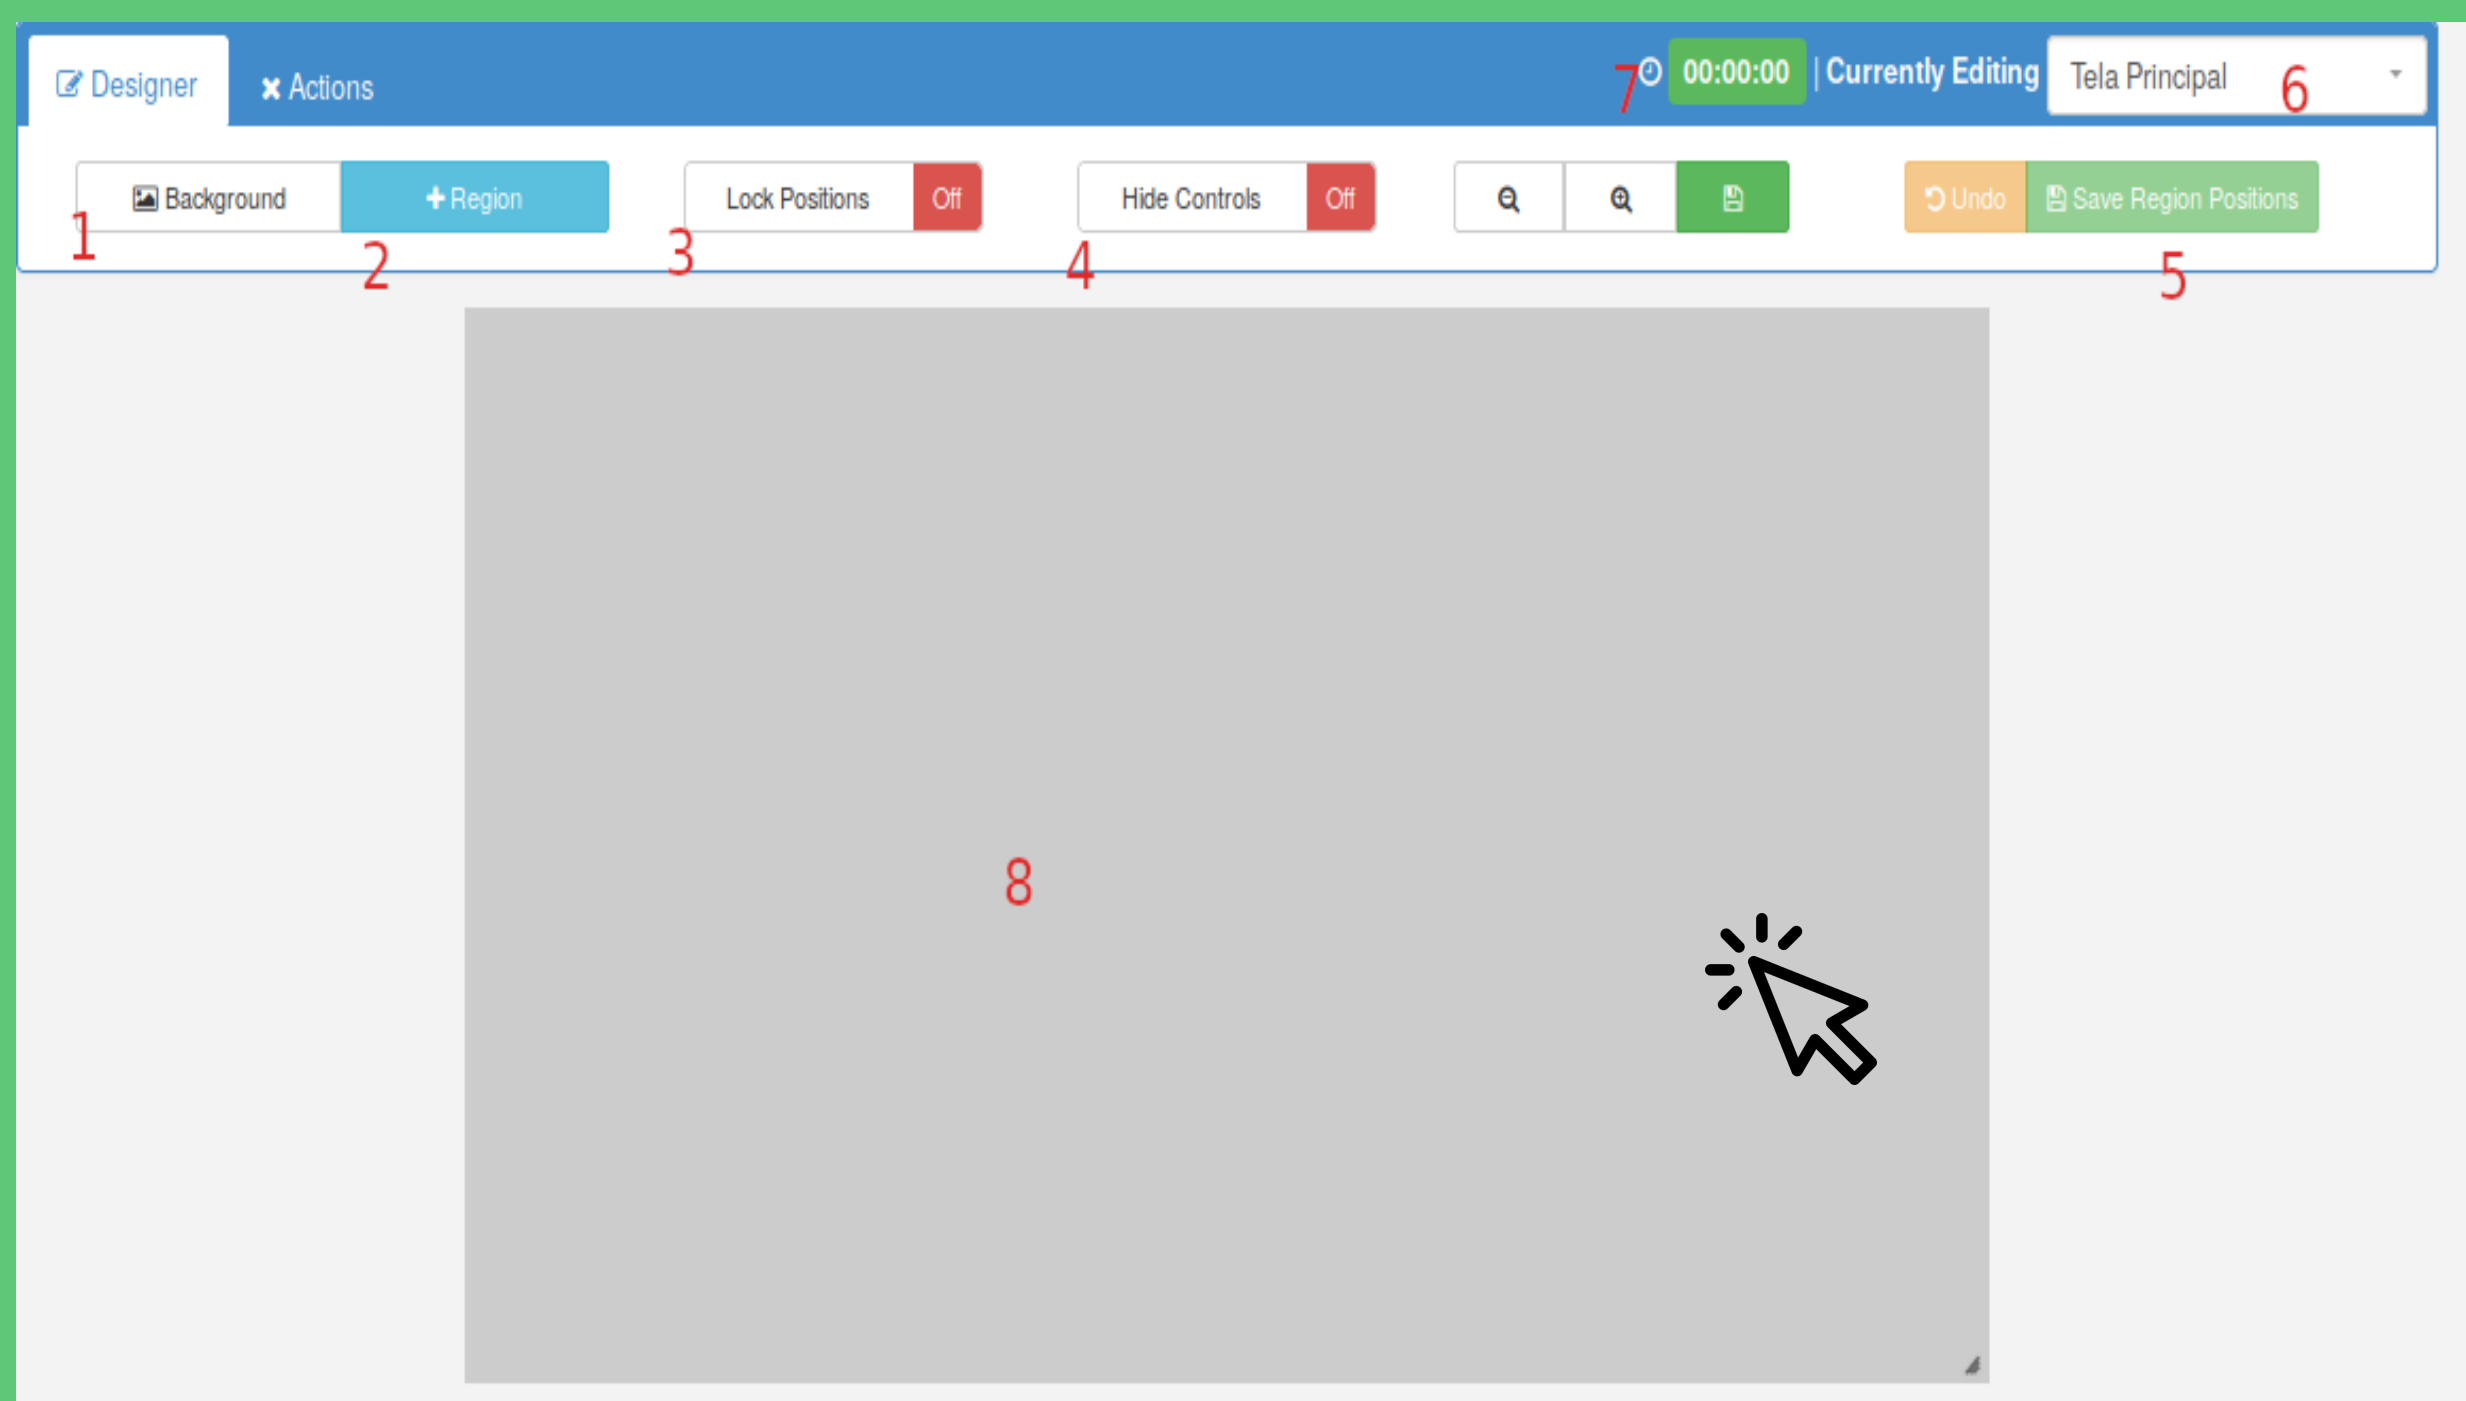 Designer Actions 7 00:00:00 | Currently Editing Tela Principal 6
Background Region Lock Positions Off Hide Controls Off Undo Save Region Positions
1 2 3 4 5
8